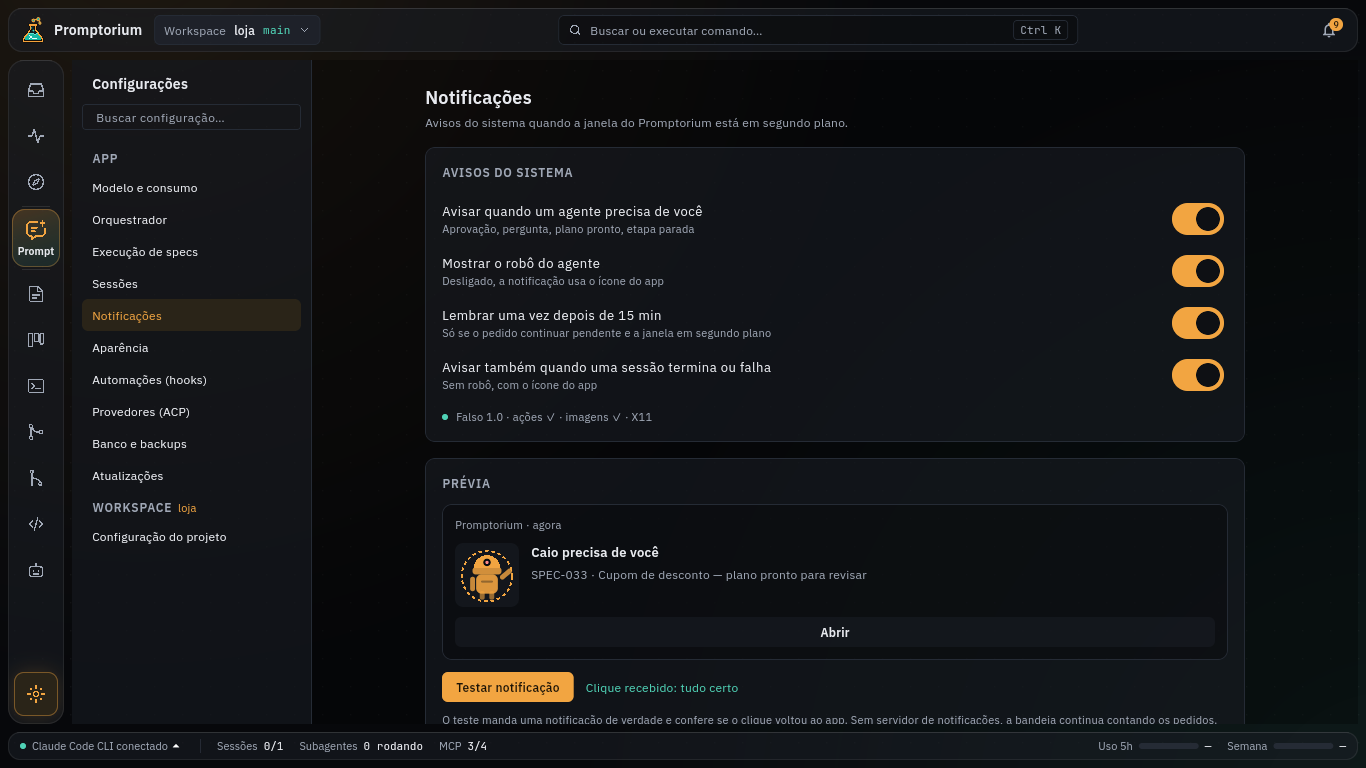 Promptorium
Workspace loja main
Buscar ou executar comando...
Ctrl K
9
Configurações
Buscar configuração...
APP
Modelo e consumo
Orquestrador
Execução de specs
Sessões
Notificações
Aparência
Automações (hooks)
Provedores (ACP)
Banco e backups
Atualizações
WORKSPACE loja
Configuração do projeto
Prompt
Notificações
Avisos do sistema quando a janela do Promptorium está em segundo plano.
AVISOS DO SISTEMA
Avisar quando um agente precisa de você
Aprovação, pergunta, plano pronto, etapa parada
Mostrar o robô do agente
Desligado, a notificação usa o ícone do app
Lembrar uma vez depois de 15 min
Só se o pedido continuar pendente e a janela em segundo plano
Avisar também quando uma sessão termina ou falha
Sem robô, com o ícone do app
Falso 1.0 · ações ✓ · imagens ✓ · X11
PRÉVIA
Promptorium · agora
Caio precisa de você
SPEC-033 · Cupom de desconto — plano pronto para revisar
Abrir
Testar notificação
Clique recebido: tudo certo
O teste manda uma notificação de verdade e confere se o clique voltou ao app. Sem servidor de notificações, a bandeja continua contando os pedidos.
Claude Code CLI conectado
Sessões 0/1
Subagentes 0 rodando
MCP 3/4
Uso 5h —
Semana —